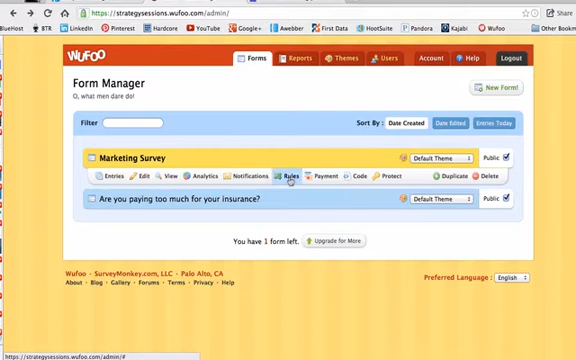 https://strategysessions.wufoo.com/admin/
BlueHost BTR LinkedIn Pinterest Hardcore YouTube Google+ Awebber First Data HootSuite Pandora Kajabi Wufoo Other Bookm
WUFOO Forms Reports Themes Users Account Help Logout
Form Manager
O, what men dare do!
New Form!
Filter Sort By : Date Created Date Edited Entries Today
Marketing Survey Default Theme Public
Entries Edit View Analytics Notifications Rules Payment Code Protect Duplicate Delete
Are you paying too much for your insurance? Default Theme Public
You have 1 form left. Upgrade for More
Wufoo · SurveyMonkey.com, LLC · Palo Alto, CA
Preferred Language : English
About · Blog · Gallery · Forums · Terms · Privacy · Help
https://strategysessions.wufoo.com/admin/#